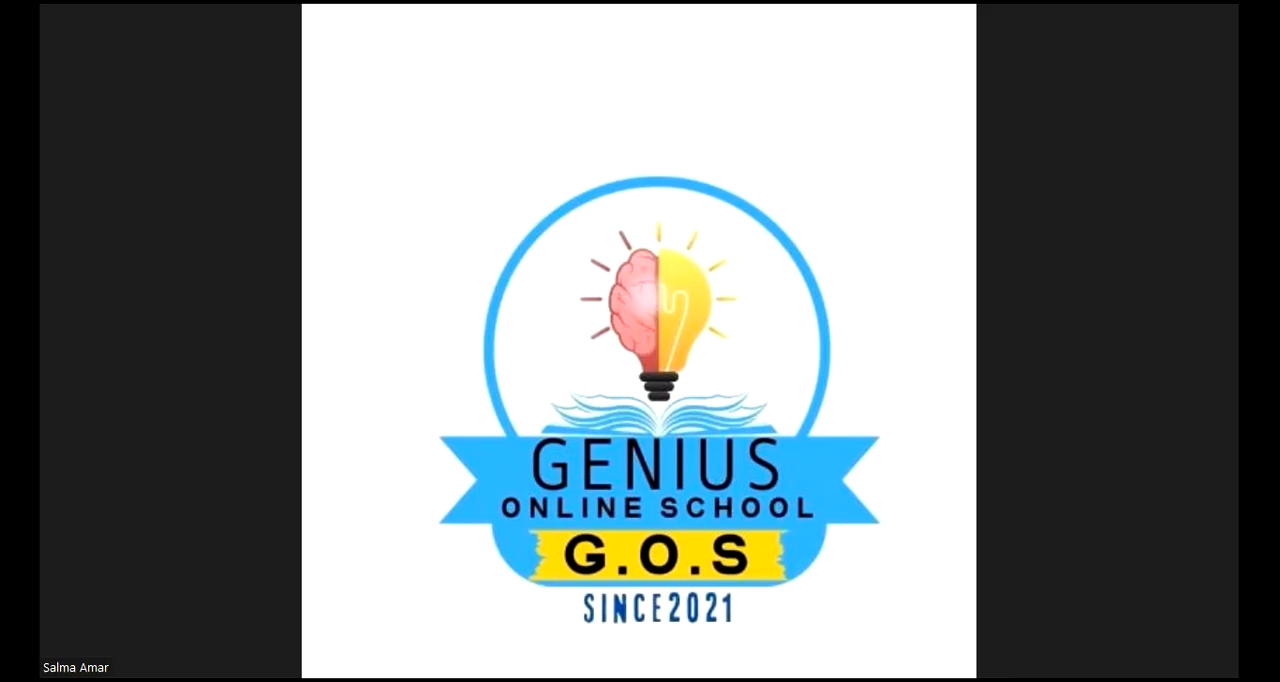 GENIUS
ONLINE SCHOOL
G.O.S
SINCE2021
Salma Amar